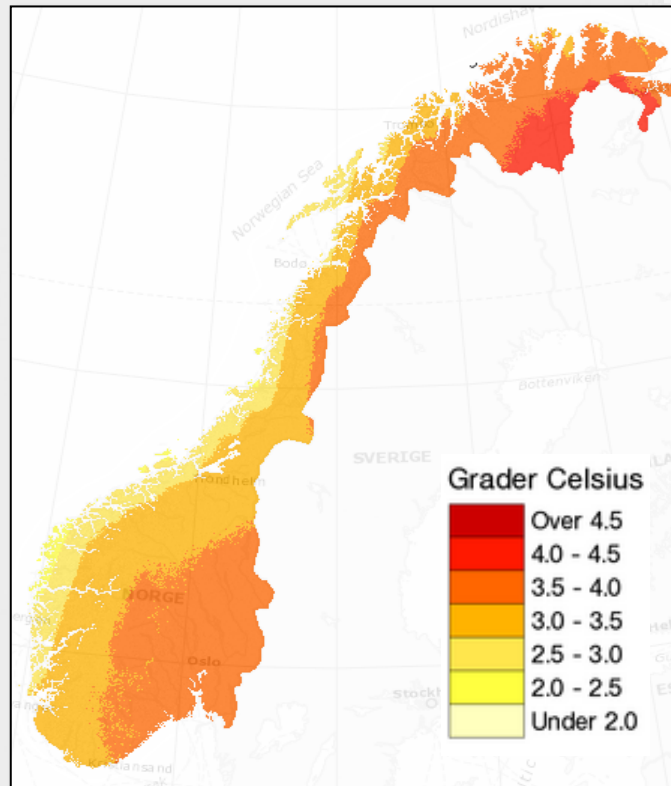 Nordishav
Tromsø
Norwegian Sea
Bodø
Bottenviken
SVERIGE
Trondheim
Grader Celsius
Over 4.5
4.0 - 4.5
3.5 - 4.0
3.0 - 3.5
2.5 - 3.0
2.0 - 2.5
Under 2.0
NORGE
Oslo
Stockh
Kristiansand